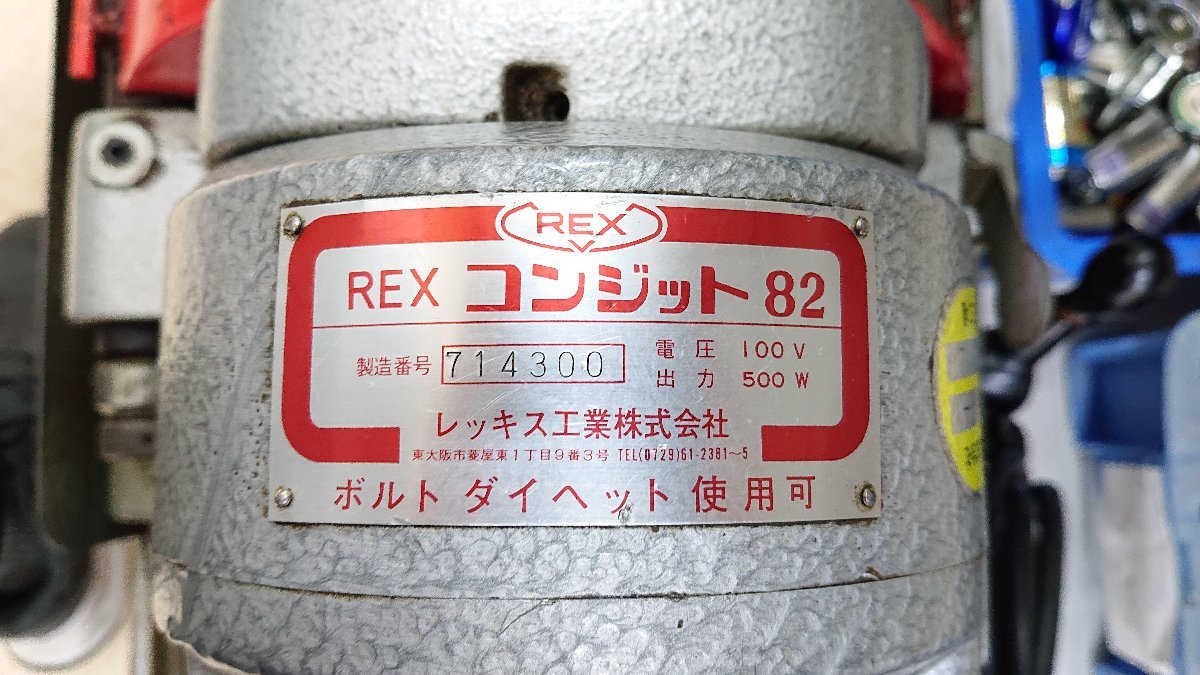 REX
REX コンジット 82
製造番号 714300
電圧 100V
出力 500W
レッキス工業株式会社
東大阪市菱屋東1丁目9番3号 TEL(0729)61-2381~5
ボルト ダイヘット 使用可